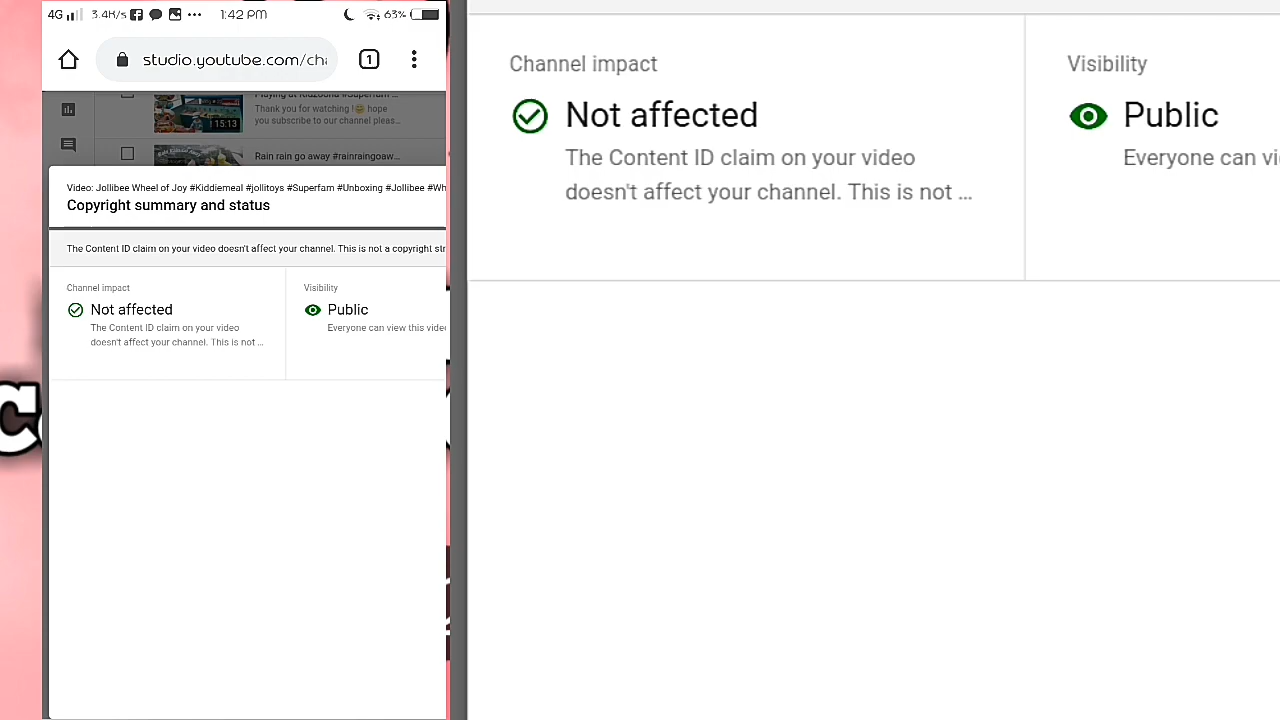 4G 3.4K/s ... 1:42 PM 63%
studio.youtube.com/ch
1
Thank you for watching ! hope
you subscribe to our channel pleas...
15:13
Rain rain go away #rainraingoaw...
Video: Jollibee Wheel of Joy #Kiddiemeal #jollitoys #Superfam #Unboxing #Jollibee #Wh
Copyright summary and status
The Content ID claim on your video doesn't affect your channel. This is not a copyright str
Channel impact
Not affected
The Content ID claim on your video
doesn't affect your channel. This is not ...
Visibility
Public
Everyone can view this video
Channel impact
Not affected
The Content ID claim on your video
doesn't affect your channel. This is not ...
Visibility
Public
Everyone can vi